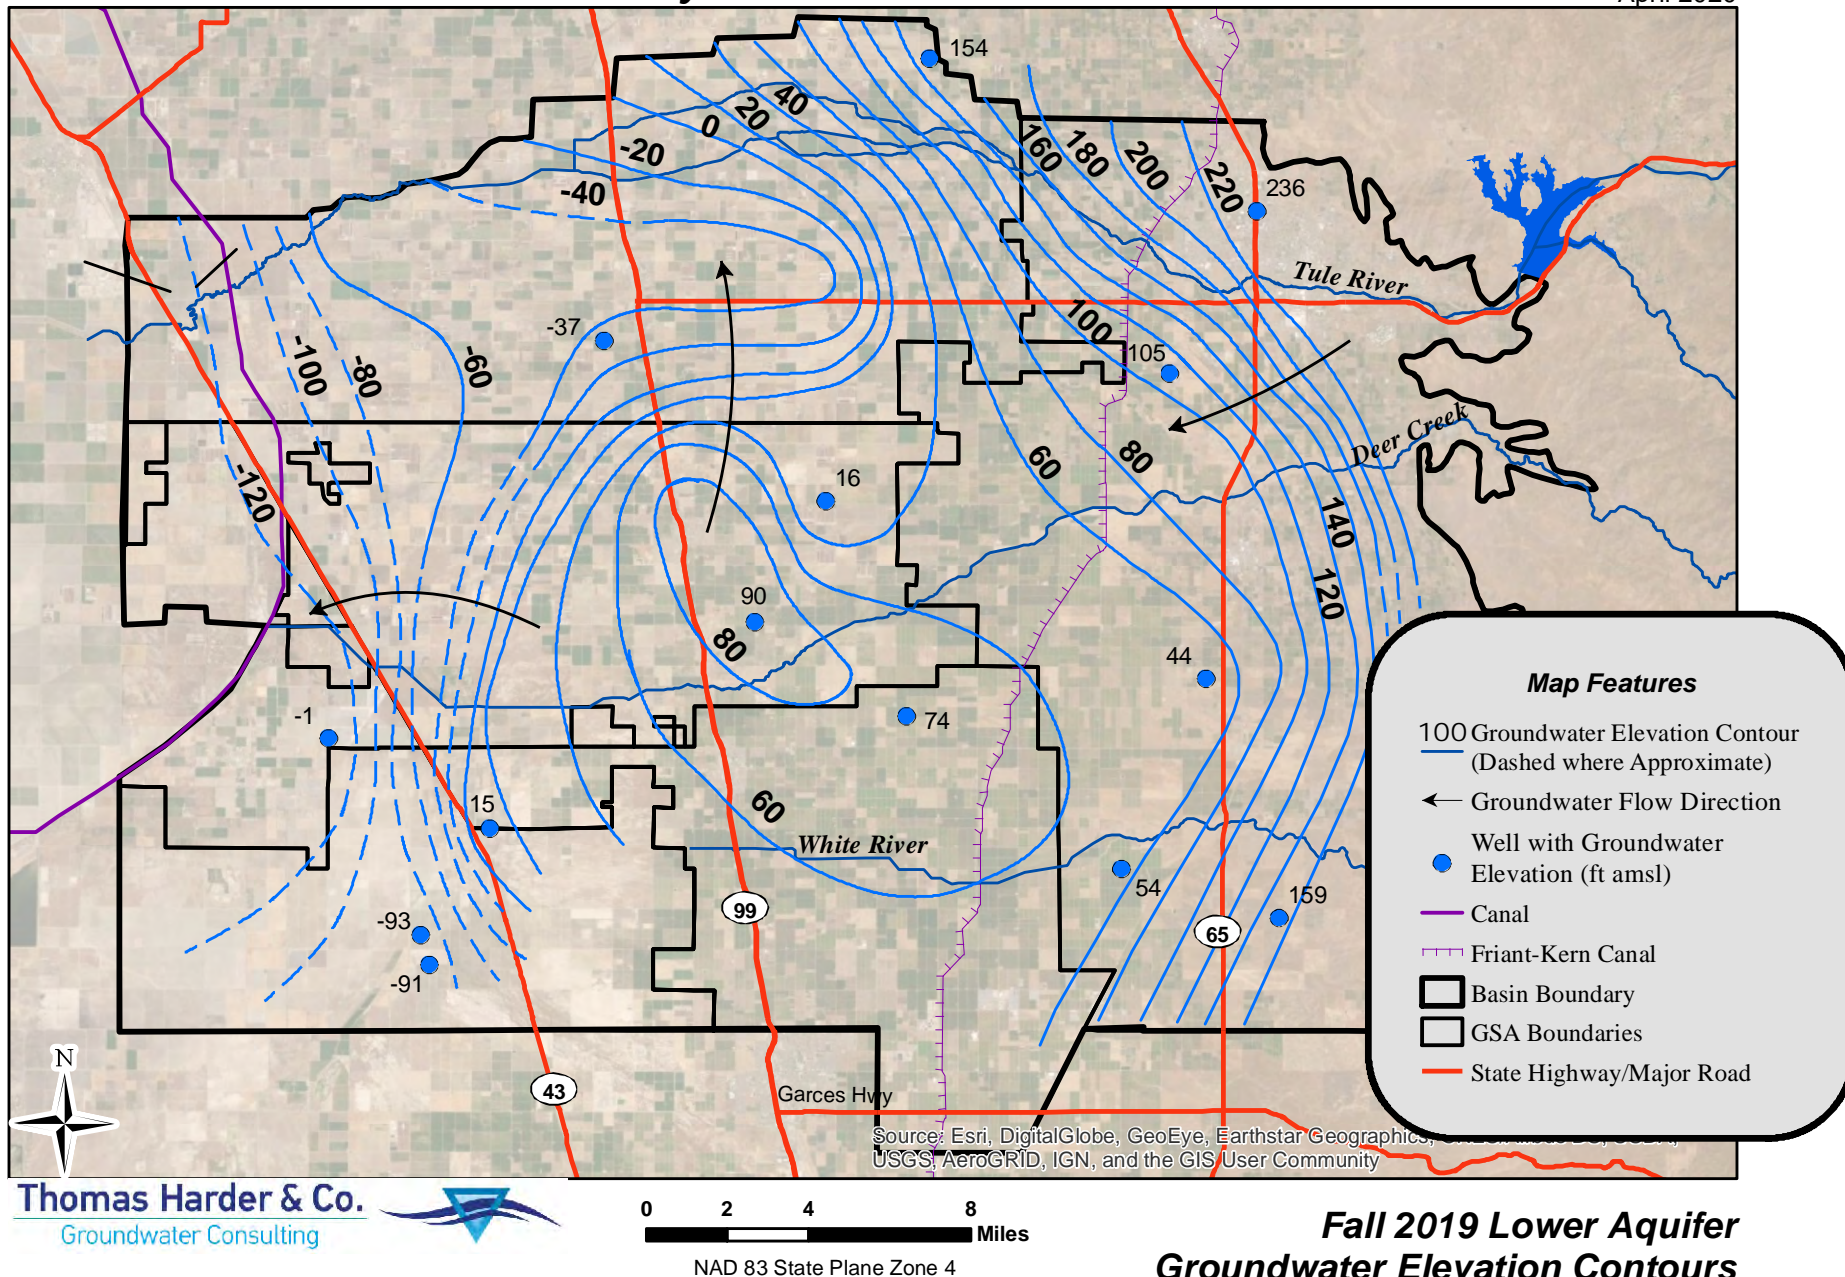 154
40
20
0
-20
-40
160
180
200
220
236
Tule River
-37
-100
-80
-60
100
105
Deer Creek
-120
16
60
80
140
120
90
80
44
-1
74
15
60
White River
54
159
-93
-91
99
65
43
Garces Hwy
N
Map Features
100 Groundwater Elevation Contour
(Dashed where Approximate)
Groundwater Flow Direction
Well with Groundwater
Elevation (ft amsl)
Canal
Friant-Kern Canal
Basin Boundary
GSA Boundaries
State Highway/Major Road
Source: Esri, DigitalGlobe, GeoEye, Earthstar Geographics,
USGS, AeroGRID, IGN, and the GIS User Community
Thomas Harder & Co.
Groundwater Consulting
0 2 4 8
Miles
NAD 83 State Plane Zone 4
Fall 2019 Lower Aquifer
Groundwater Elevation Contours